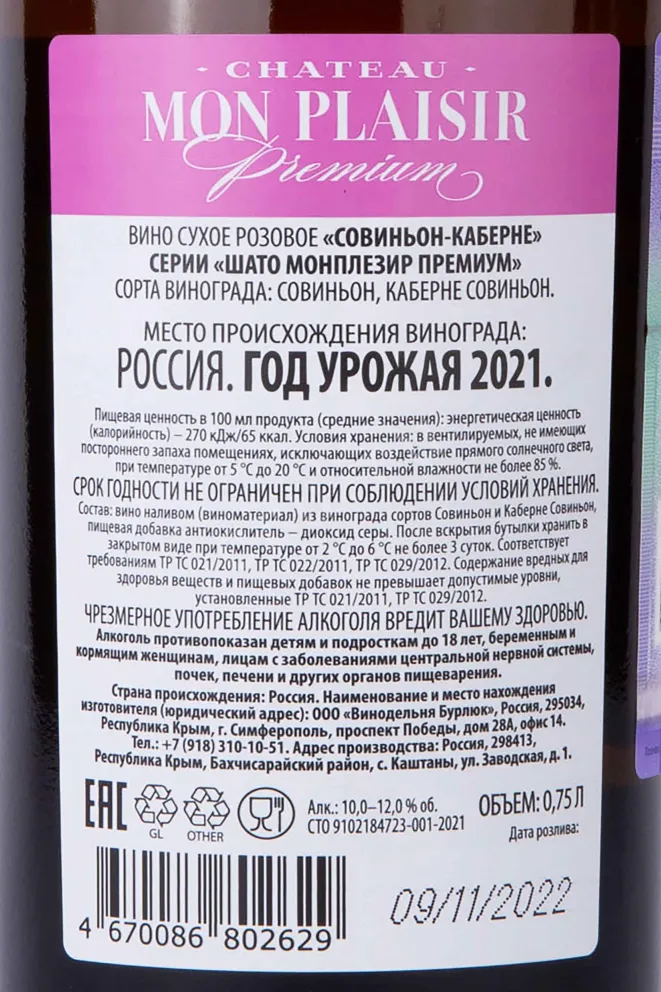 · CHATEAU ·
MON PLAISIR
Premium
ВИНО СУХОЕ РОЗОВОЕ «СОВИНЬОН-КАБЕРНЕ»
СЕРИИ «ШАТО МОНПЛЕЗИР ПРЕМИУМ»
СОРТА ВИНОГРАДА: СОВИНЬОН, КАБЕРНЕ СОВИНЬОН.
МЕСТО ПРОИСХОЖДЕНИЯ ВИНОГРАДА:
РОССИЯ. ГОД УРОЖАЯ 2021.
Пищевая ценность в 100 мл продукта (средние значения): энергетическая ценность
(калорийность) – 270 кДж/65 ккал. Условия хранения: в вентилируемых, не имеющих
постороннего запаха помещениях, исключающих воздействие прямого солнечного света,
при температуре от 5 °С до 20 °С и относительной влажности не более 85 %.
СРОК ГОДНОСТИ НЕ ОГРАНИЧЕН ПРИ СОБЛЮДЕНИИ УСЛОВИЙ ХРАНЕНИЯ.
Состав: вино наливом (виноматериал) из винограда сортов Совиньон и Каберне Совиньон,
пищевая добавка антиокислитель – диоксид серы. После вскрытия бутылки хранить в
закрытом виде при температуре от 2 °С до 6 °С не более 3 суток. Соответствует
требованиям ТР ТС 021/2011, ТР ТС 022/2011, ТР ТС 029/2012. Содержание вредных для
здоровья веществ и пищевых добавок не превышает допустимые уровни,
установленные ТР ТС 021/2011, ТР ТС 029/2012.
ЧРЕЗМЕРНОЕ УПОТРЕБЛЕНИЕ АЛКОГОЛЯ ВРЕДИТ ВАШЕМУ ЗДОРОВЬЮ.
Алкоголь противопоказан детям и подросткам до 18 лет, беременным и
кормящим женщинам, лицам с заболеваниями центральной нервной системы,
почек, печени и других органов пищеварения.
Страна происхождения: Россия. Наименование и место нахождения
изготовителя (юридический адрес): ООО «Винодельня Бурлюк», Россия, 295034,
Республика Крым, г. Симферополь, проспект Победы, дом 28А, офис 14.
Тел.: +7 (918) 310-10-51. Адрес производства: Россия, 298413,
Республика Крым, Бахчисарайский район, с. Каштаны, ул. Заводская, д.1.
EAC
GL
OTHER
Алк.: 10,0–12,0 % об.
СТО 9102184723-001-2021
ОБЪЕМ: 0,75 Л
Дата розлива:
09/11/2022
4 670086 802629